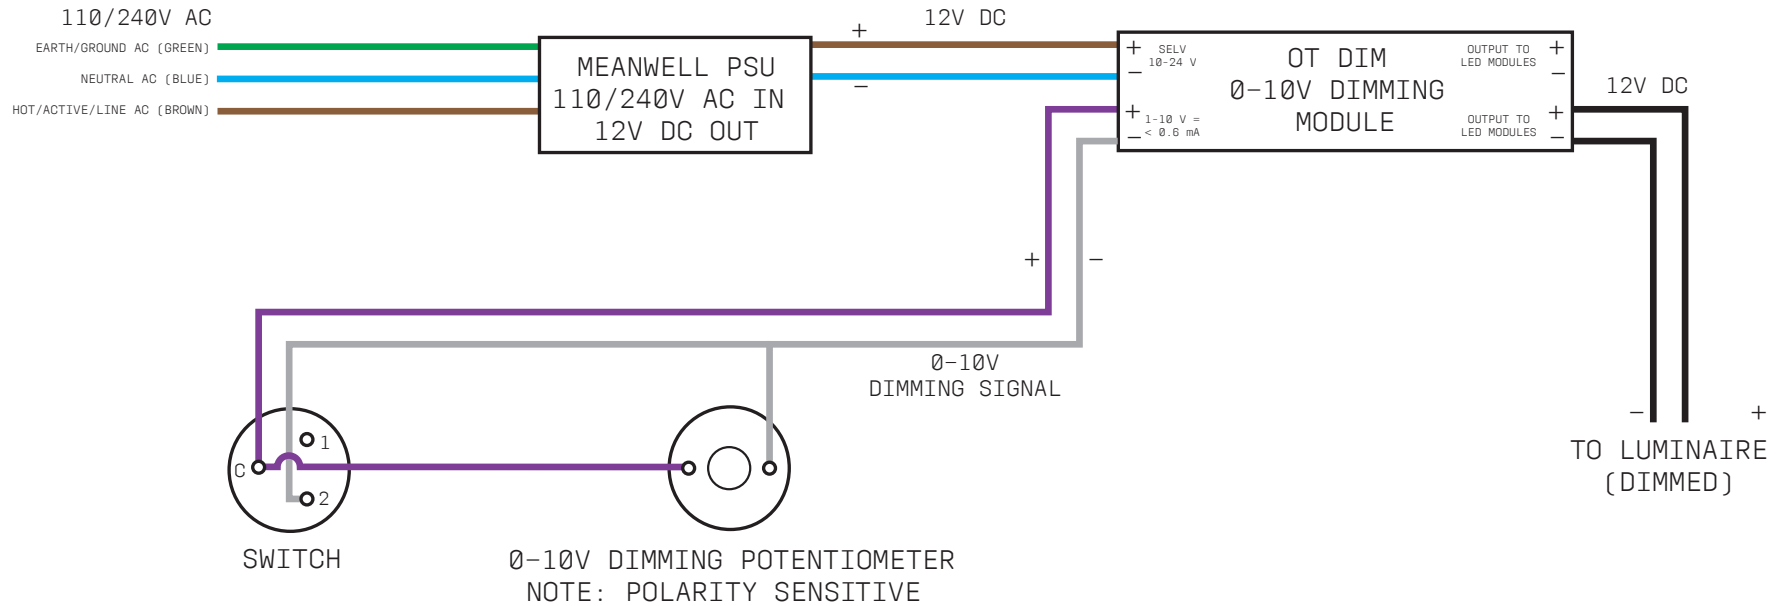 110/240V AC
EARTH/GROUND AC (GREEN)
NEUTRAL AC (BLUE)
HOT/ACTIVE/LINE AC (BROWN)
MEANWELL PSU
110/240V AC IN
12V DC OUT
+
12V DC
−
+
SELV
10-24 V
−
+
1-10 V =
< 0.6 mA
−
OT DIM
0-10V DIMMING
MODULE
OUTPUT TO
LED MODULES
+
−
OUTPUT TO
LED MODULES
+
−
12V DC
+
−
0-10V
DIMMING SIGNAL
−
+
TO LUMINAIRE
(DIMMED)
1
C
2
SWITCH
0-10V DIMMING POTENTIOMETER
NOTE: POLARITY SENSITIVE